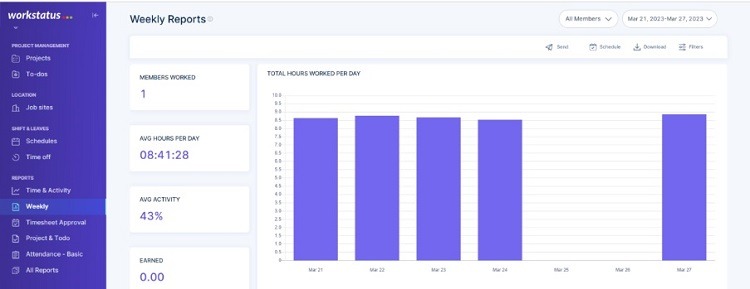 workstatus
PROJECT MANAGEMENT
Projects
To-dos
LOCATION
Job sites
SHIFT & LEAVES
Schedules
Time off
REPORTS
Time & Activity
Weekly
Timesheet Approval
Project & Todo
Attendance - Basic
All Reports
Weekly Reports
All Members
Mar 21, 2023-Mar 27, 2023
Send
Schedule
Download
Filters
MEMBERS WORKED
1
AVG HOURS PER DAY
08:41:28
AVG ACTIVITY
43%
EARNED
0.00
TOTAL HOURS WORKED PER DAY
10.0
9.5
9.0
8.5
8.0
7.5
7.0
6.5
6.0
5.5
5.0
4.5
4.0
3.5
3.0
2.5
2.0
1.5
1.0
0.5
0
Mar 21
Mar 22
Mar 23
Mar 24
Mar 25
Mar 26
Mar 27